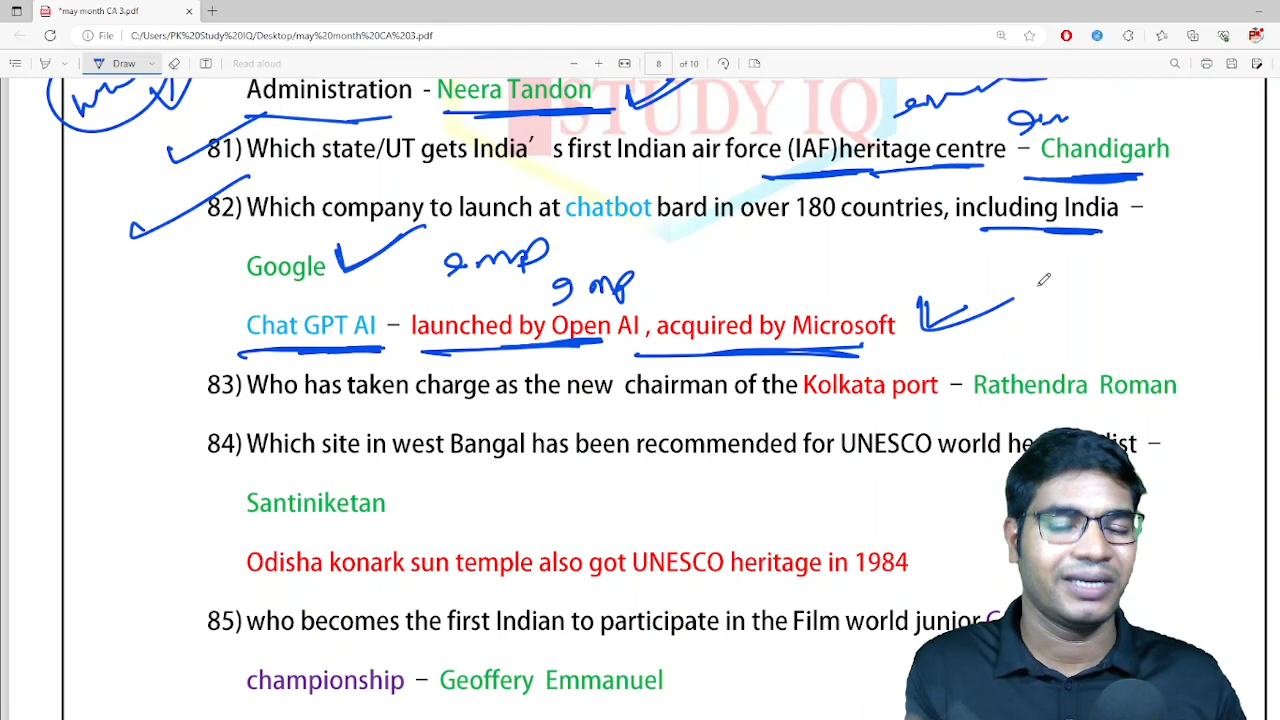 *may month CA 3.pdf
File C:/Users/PK%20Study%20IQ/Desktop/may%20month%20CA%203.pdf
Draw Read aloud 8 of 10
STUDY IQ
Administration - Neera Tandon
81) Which state/UT gets India's first Indian air force (IAF)heritage centre – Chandigarh
82) Which company to launch at chatbot bard in over 180 countries, including India –
Google
Chat GPT AI – launched by Open AI , acquired by Microsoft
83) Who has taken charge as the new chairman of the Kolkata port – Rathendra Roman
84) Which site in west Bangal has been recommended for UNESCO world list –
Santiniketan
Odisha konark sun temple also got UNESCO heritage in 1984
85) who becomes the first Indian to participate in the Film world junior
championship – Geoffery Emmanuel